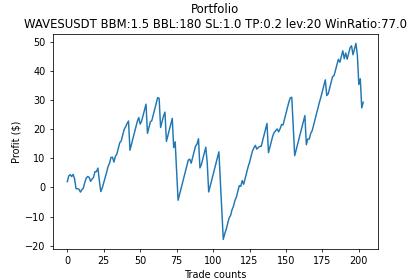 Portfolio
WAVESUSDT BBM:1.5 BBL:180 SL:1.0 TP:0.2 lev:20 WinRatio:77.0
50
40
30
20
10
0
−10
−20
Profit ($)
0 25 50 75 100 125 150 175 200
Trade counts